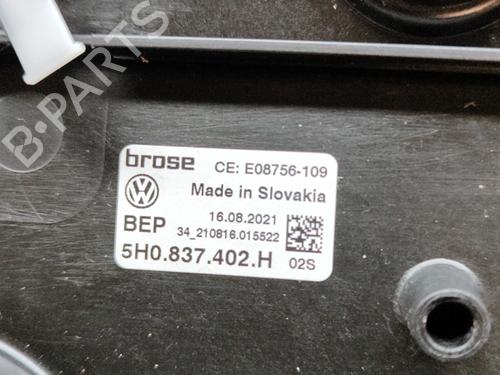 B-PARTS
brose CE: E08756-109
Made in Slovakia
BEP 16.08.2021
34_210816.015522
5H0.837.402.H 02S